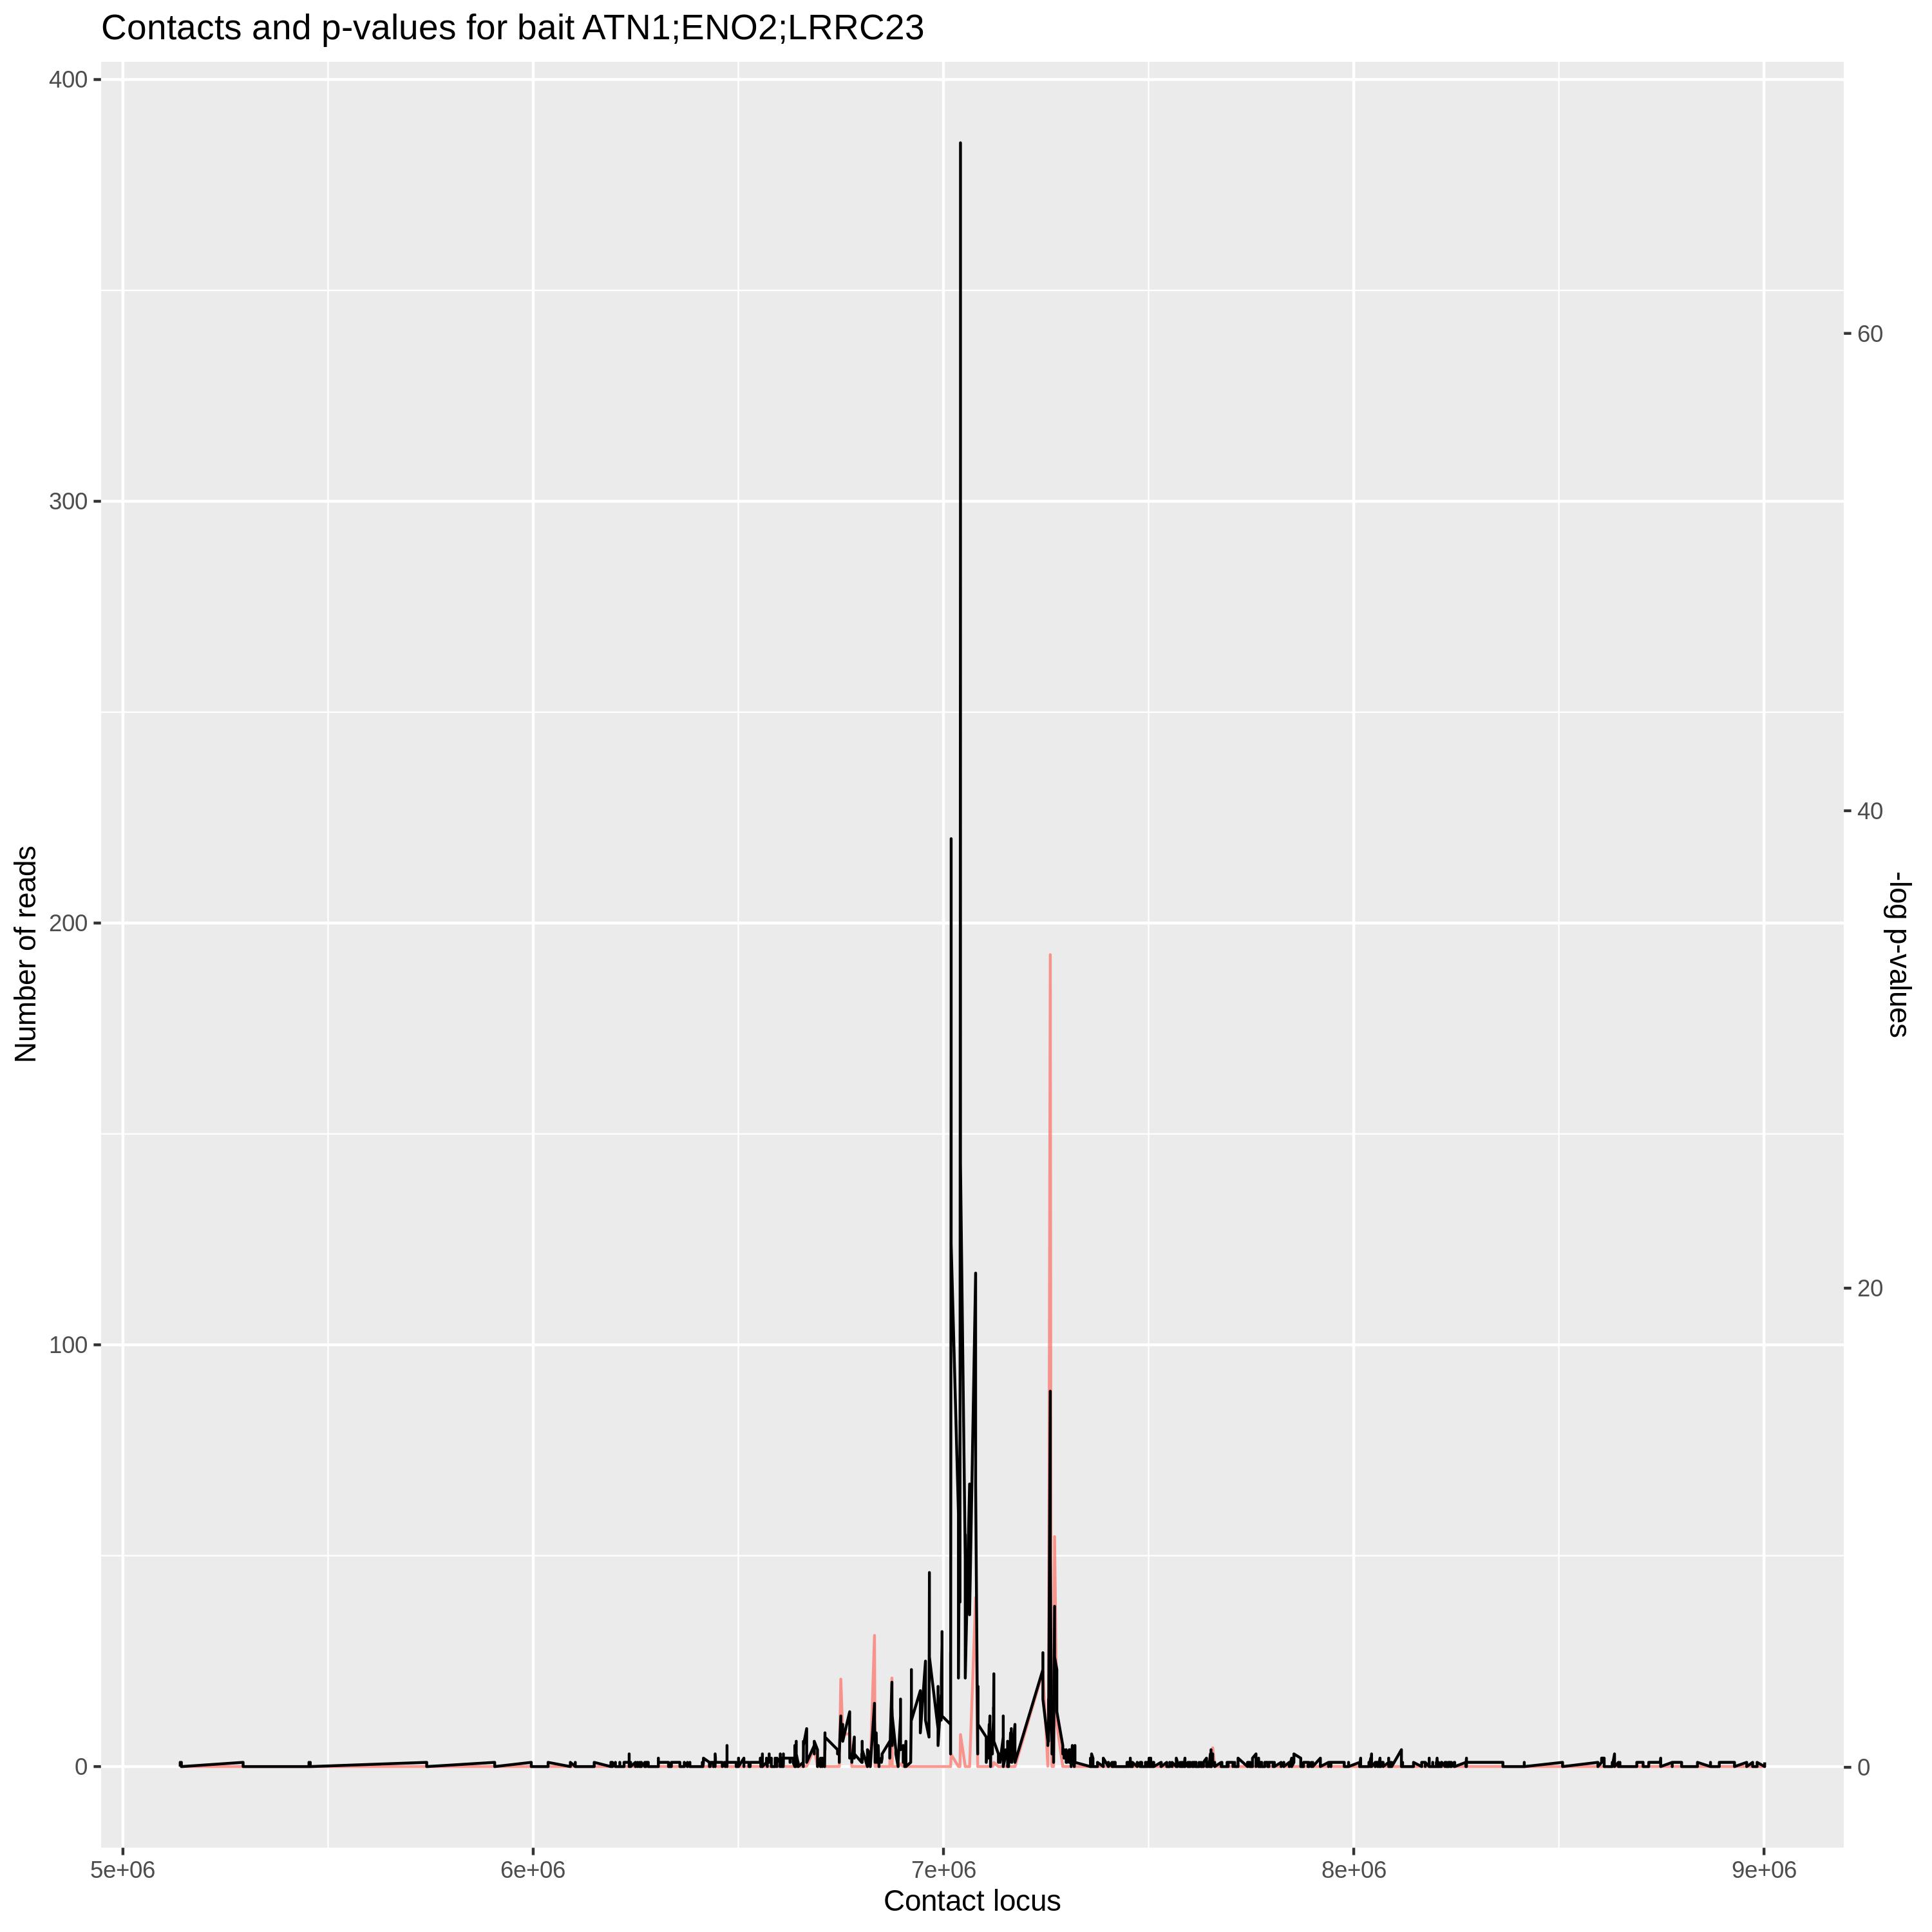 Contacts and p-values for bait ATN1;ENO2;LRRC23
400
300
200
100
0
Number of reads
60
40
20
0
-log p-values
5e+06 6e+06 7e+06 8e+06 9e+06
Contact locus